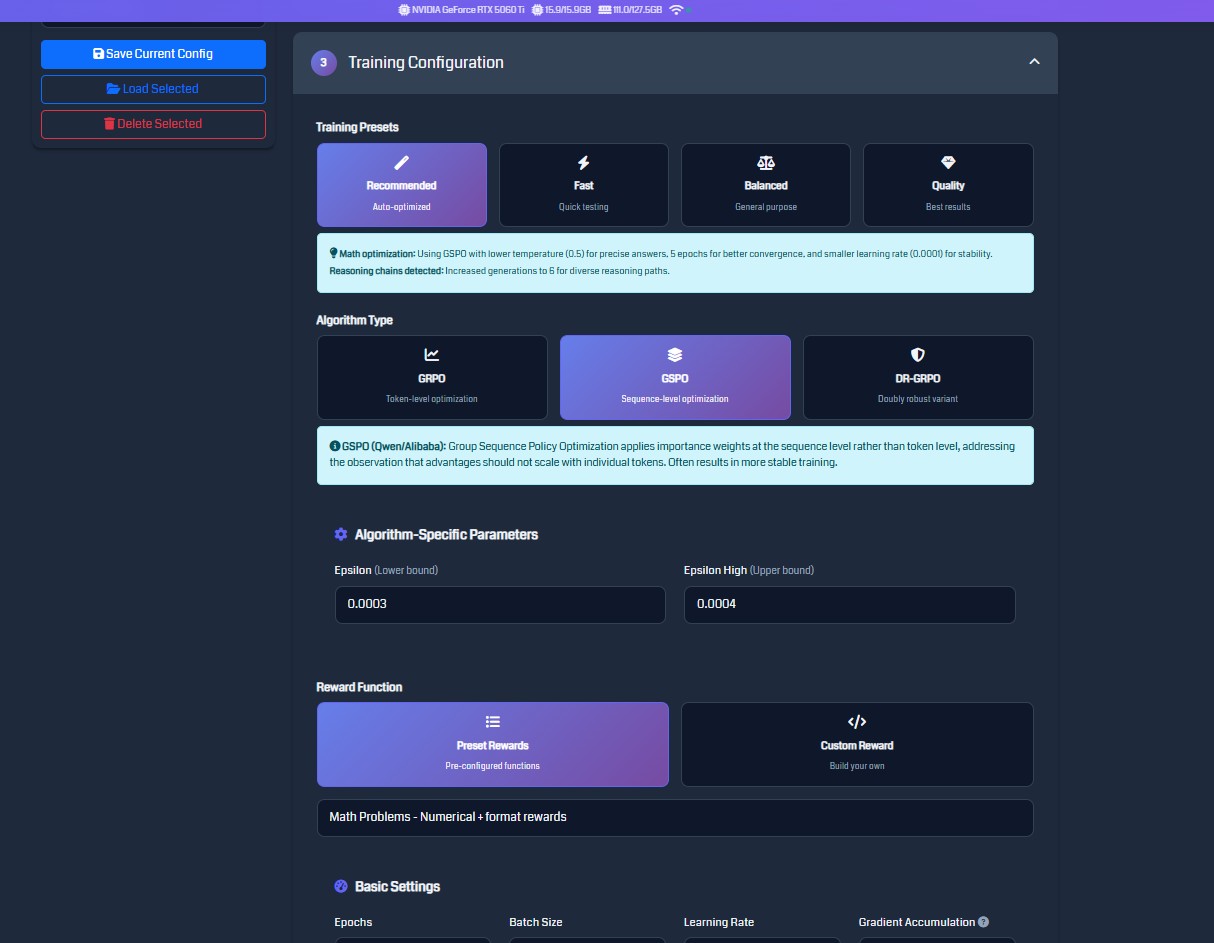 NVIDIA GeForce RTX 5060 Ti 15.9/15.9GB 111.0/127.5GB
Save Current Config
Load Selected
Delete Selected
3 Training Configuration
Training Presets
Recommended
Auto-optimized
Fast
Quick testing
Balanced
General purpose
Quality
Best results
Math optimization: Using GSPO with lower temperature (0.5) for precise answers, 5 epochs for better convergence, and smaller learning rate (0.0001) for stability.
Reasoning chains detected: Increased generations to 6 for diverse reasoning paths.
Algorithm Type
GRPO
Token-level optimization
GSPO
Sequence-level optimization
DR-GRPO
Doubly robust variant
GSPO (Qwen/Alibaba): Group Sequence Policy Optimization applies importance weights at the sequence level rather than token level, addressing
the observation that advantages should not scale with individual tokens. Often results in more stable training.
Algorithm-Specific Parameters
Epsilon (Lower bound)
0.0003
Epsilon High (Upper bound)
0.0004
Reward Function
Preset Rewards
Pre-configured functions
Custom Reward
Build your own
Math Problems - Numerical + format rewards
Basic Settings
Epochs
Batch Size
Learning Rate
Gradient Accumulation ?